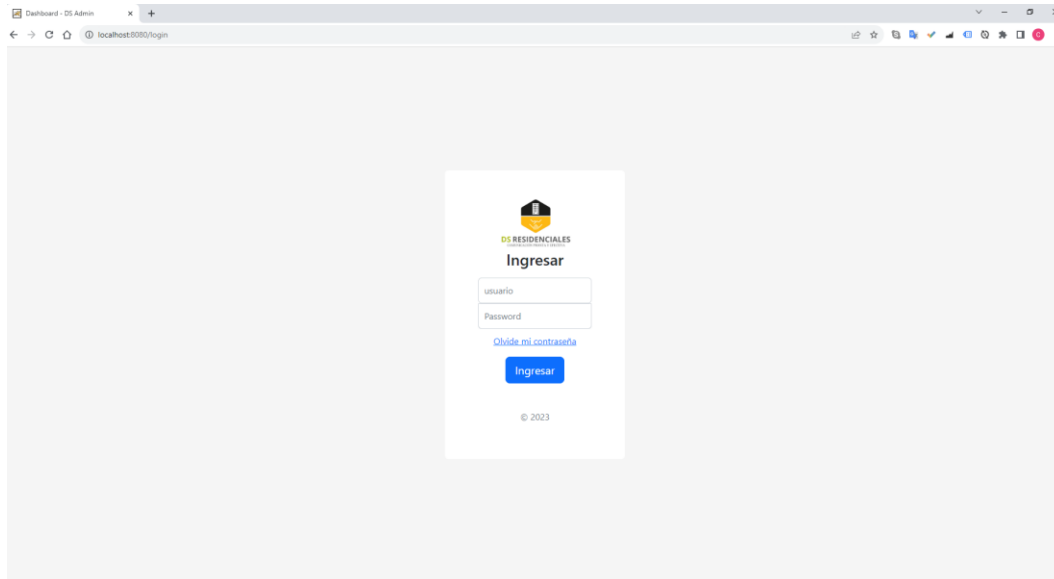 Dashboard - DS Admin
localhost:8080/login
DS RESIDENCIALES
Ingresar
usuario
Password
Olvide mi contraseña
Ingresar
© 2023
C